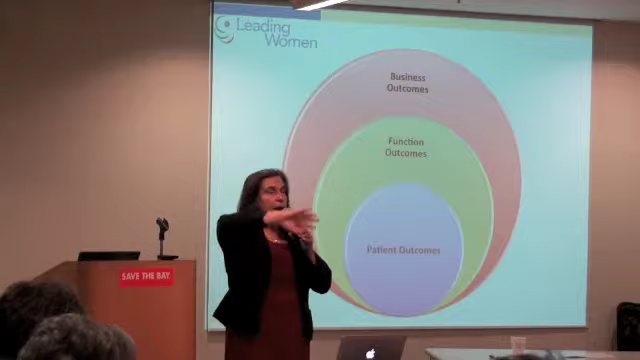 Leading
Women
Business
Outcomes
Function
Outcomes
Patient Outcomes
SAVE THE BAY.